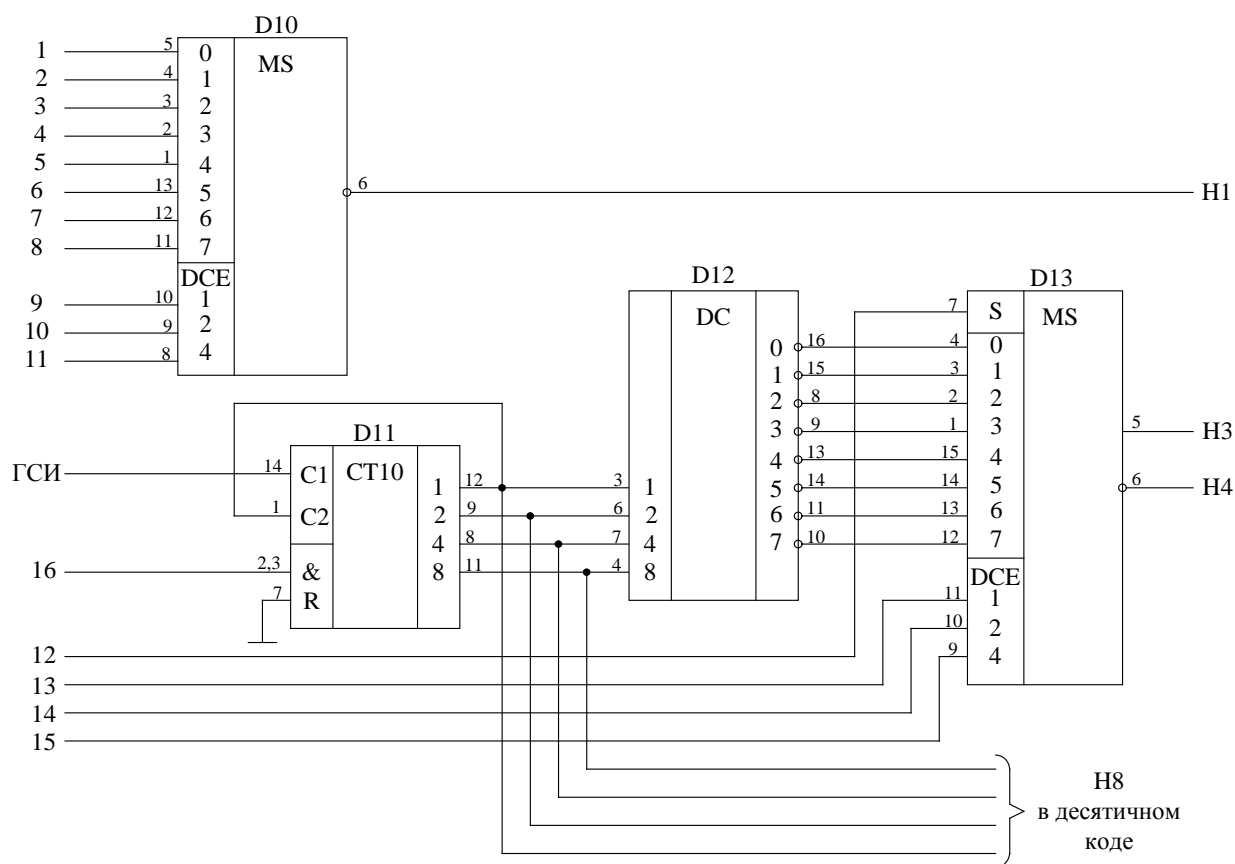 D10
1 5 0 MS
2 4 1
3 3 2
4 2 3
5 1 4
6 13 5 6 H1
7 12 6
8 11 7
DCE
9 10 1
10 9 2
11 8 4
D12 D13
DC 7 S MS
0 16 4 0
1 15 3 1
2 8 2 2
3 9 1 3 5 H3
4 13 15 4
5 14 14 5 6 H4
6 11 13 6
7 10 12 7
3 1
6 2
7 4
4 8
DCE
11 1
10 2
9 4
D11
ГСИ 14 C1 CT10 1 12
1 C2 2 9
4 8
16 2,3 & 8 11
7 R
12
13
14
15
H8
в десятичном
коде